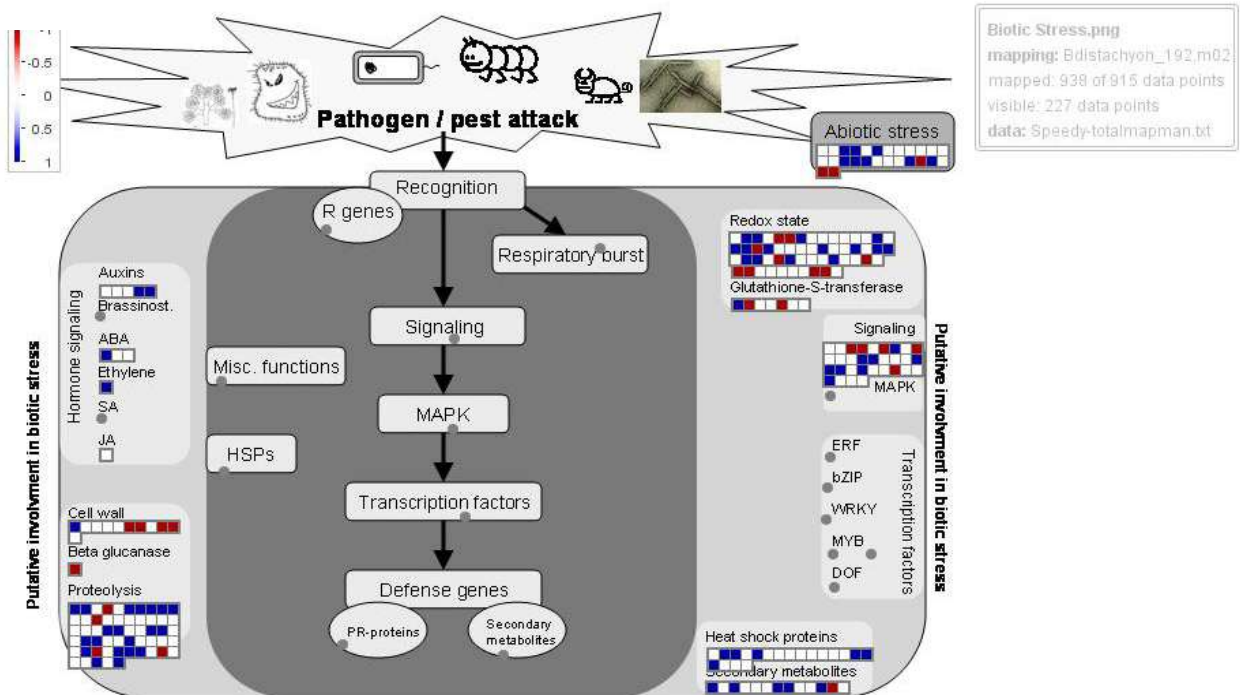 -1
-0.5
0
0.5
1
Biotic Stress.png
mapping: Bdistachyon_192,m02
mapped: 938 of 915 data points
visible: 227 data points
data: Speedy-totalmapman.txt
Pathogen / pest attack
Abiotic stress
Recognition
R genes
Respiratory burst
Redox state
Glutathione-S-transferase
Auxins
Brassinost.
ABA
Ethylene
SA
JA
Hormone signaling
Signaling
Misc. functions
MAPK
HSPs
Transcription factors
Defense genes
PR-proteins
Secondary
metabolites
Signaling
MAPK
ERF
bZIP
WRKY
MYB
DOF
Transcription factors
Putative involvment in biotic stress
Putative involvment in biotic stress
Cell wall
Beta glucanase
Proteolysis
Heat shock proteins
Secondary metabolites